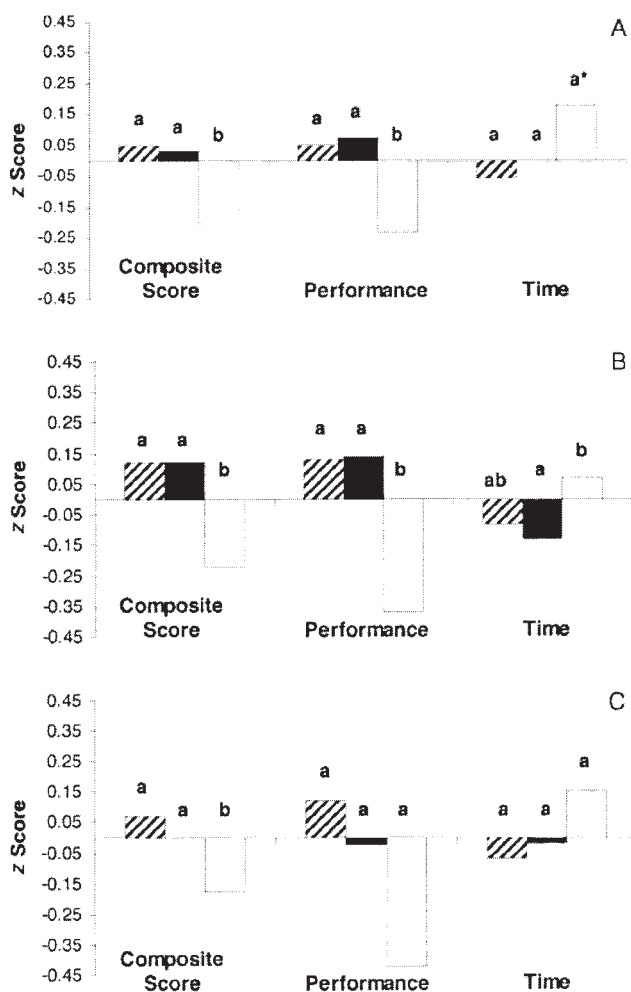 A
0.45
0.35
0.25
0.15
0.05
-0.05
-0.15
-0.25
-0.35
-0.45
z Score
a a b
a a b
a a a*
Composite Score
Performance
Time
B
0.45
0.35
0.25
0.15
0.05
-0.05
-0.15
-0.25
-0.35
-0.45
z Score
a a b
a a b
ab a b
Composite
Score
Performance
Time
C
0.45
0.35
0.25
0.15
0.05
-0.05
-0.15
-0.25
-0.35
-0.45
z Score
a a b
a a a
a a a
Composite
Score
Performance
Time